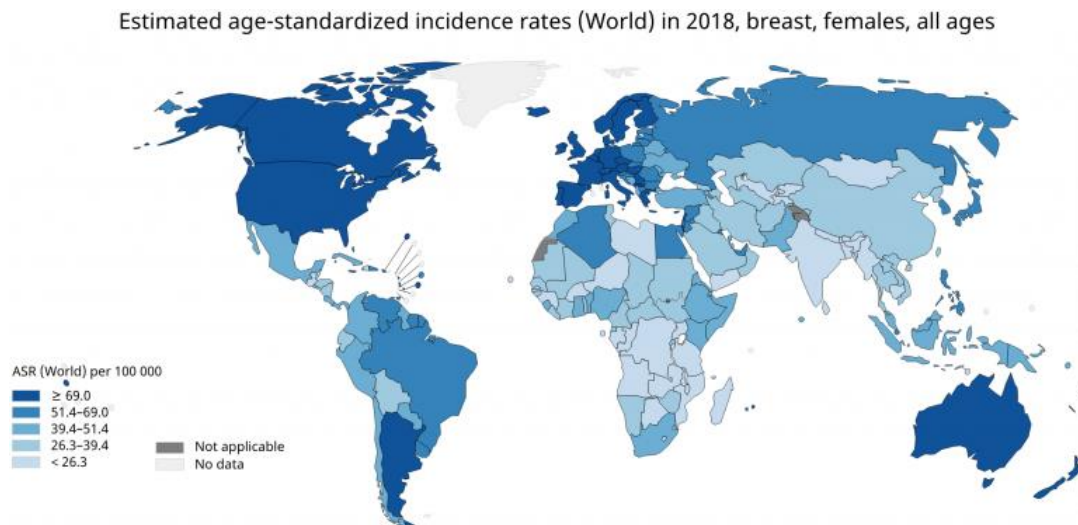 Estimated age-standardized incidence rates (World) in 2018, breast, females, all ages
ASR (World) per 100 000
≥ 69.0
51.4–69.0
39.4–51.4
26.3–39.4
< 26.3
Not applicable
No data